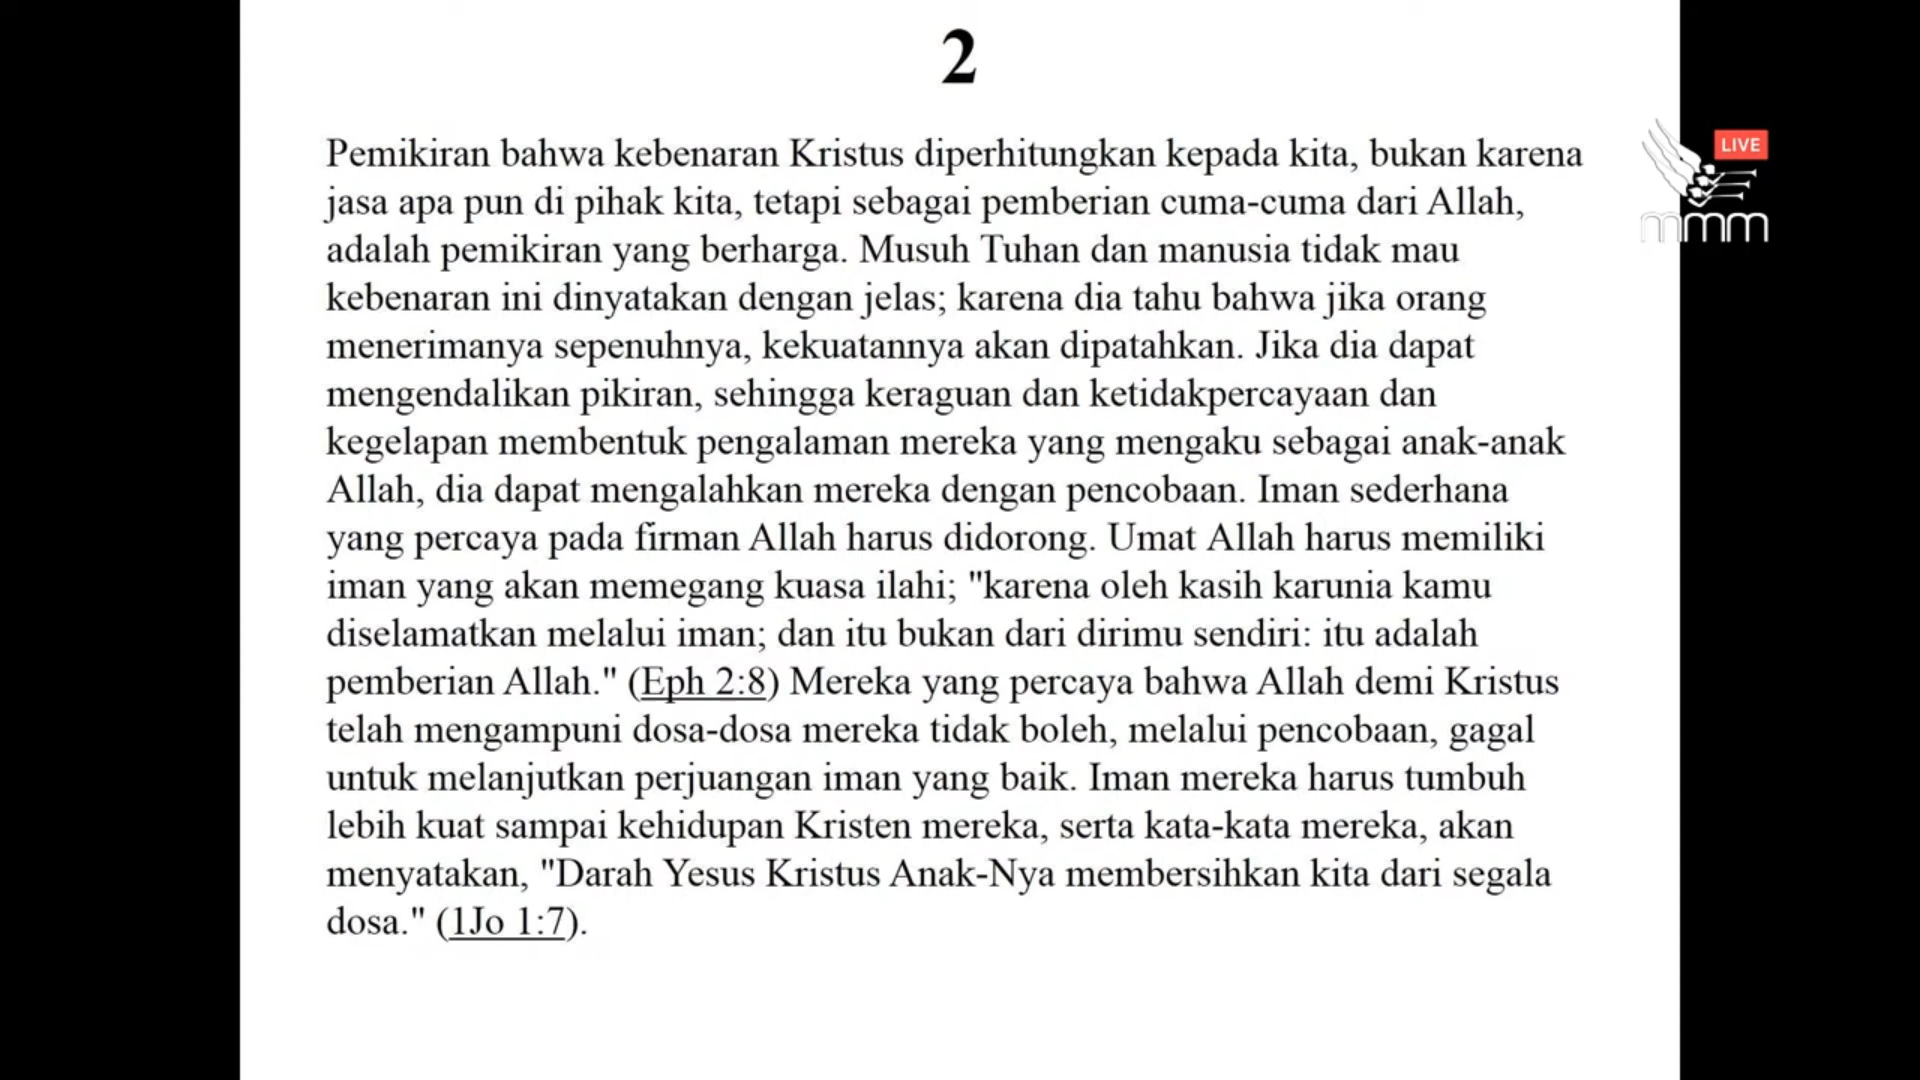 2
Pemikiran bahwa kebenaran Kristus diperhitungkan kepada kita, bukan karena
jasa apa pun di pihak kita, tetapi sebagai pemberian cuma-cuma dari Allah,
adalah pemikiran yang berharga. Musuh Tuhan dan manusia tidak mau
kebenaran ini dinyatakan dengan jelas; karena dia tahu bahwa jika orang
menerimanya sepenuhnya, kekuatannya akan dipatahkan. Jika dia dapat
mengendalikan pikiran, sehingga keraguan dan ketidakpercayaan dan
kegelapan membentuk pengalaman mereka yang mengaku sebagai anak-anak
Allah, dia dapat mengalahkan mereka dengan pencobaan. Iman sederhana
yang percaya pada firman Allah harus didorong. Umat Allah harus memiliki
iman yang akan memegang kuasa ilahi; "karena oleh kasih karunia kamu
diselamatkan melalui iman; dan itu bukan dari dirimu sendiri: itu adalah
pemberian Allah." (Eph 2:8) Mereka yang percaya bahwa Allah demi Kristus
telah mengampuni dosa-dosa mereka tidak boleh, melalui pencobaan, gagal
untuk melanjutkan perjuangan iman yang baik. Iman mereka harus tumbuh
lebih kuat sampai kehidupan Kristen mereka, serta kata-kata mereka, akan
menyatakan, "Darah Yesus Kristus Anak-Nya membersihkan kita dari segala
dosa." (1Jo 1:7).
LIVE
mmm